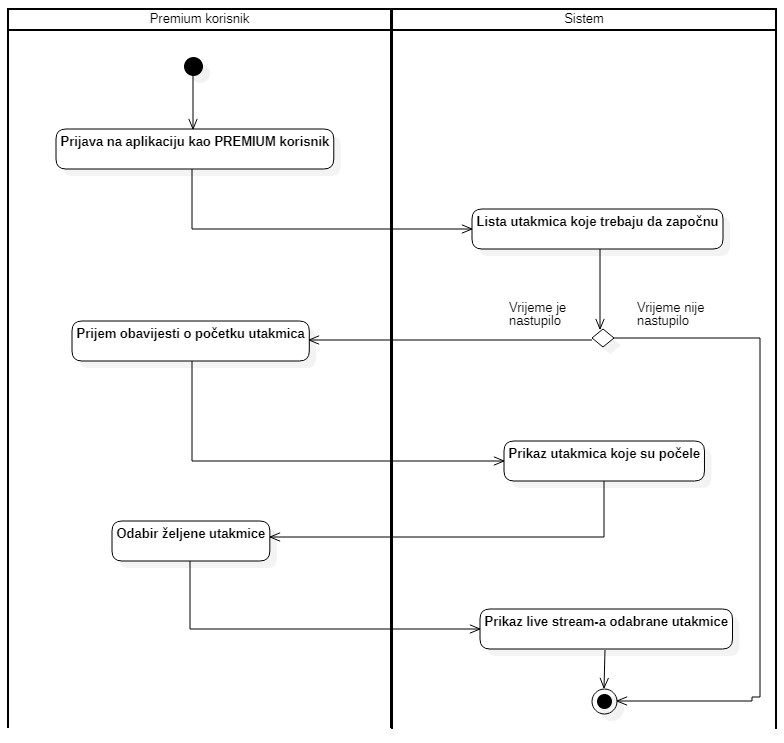 Premium korisnik
Sistem
Prijava na aplikaciju kao PREMIUM korisnik
Lista utakmica koje trebaju da započnu
Vrijeme je
nastupilo
Vrijeme nije
nastupilo
Prijem obavijesti o početku utakmica
Prikaz utakmica koje su počele
Odabir željene utakmice
Prikaz live stream-a odabrane utakmice